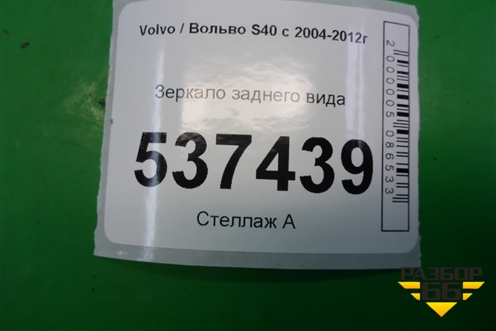 Volvo / Вольво S40 с 2004-2012г
Зеркало заднего вида
537439
Стеллаж А
2000005086533
РАЗБОР
66